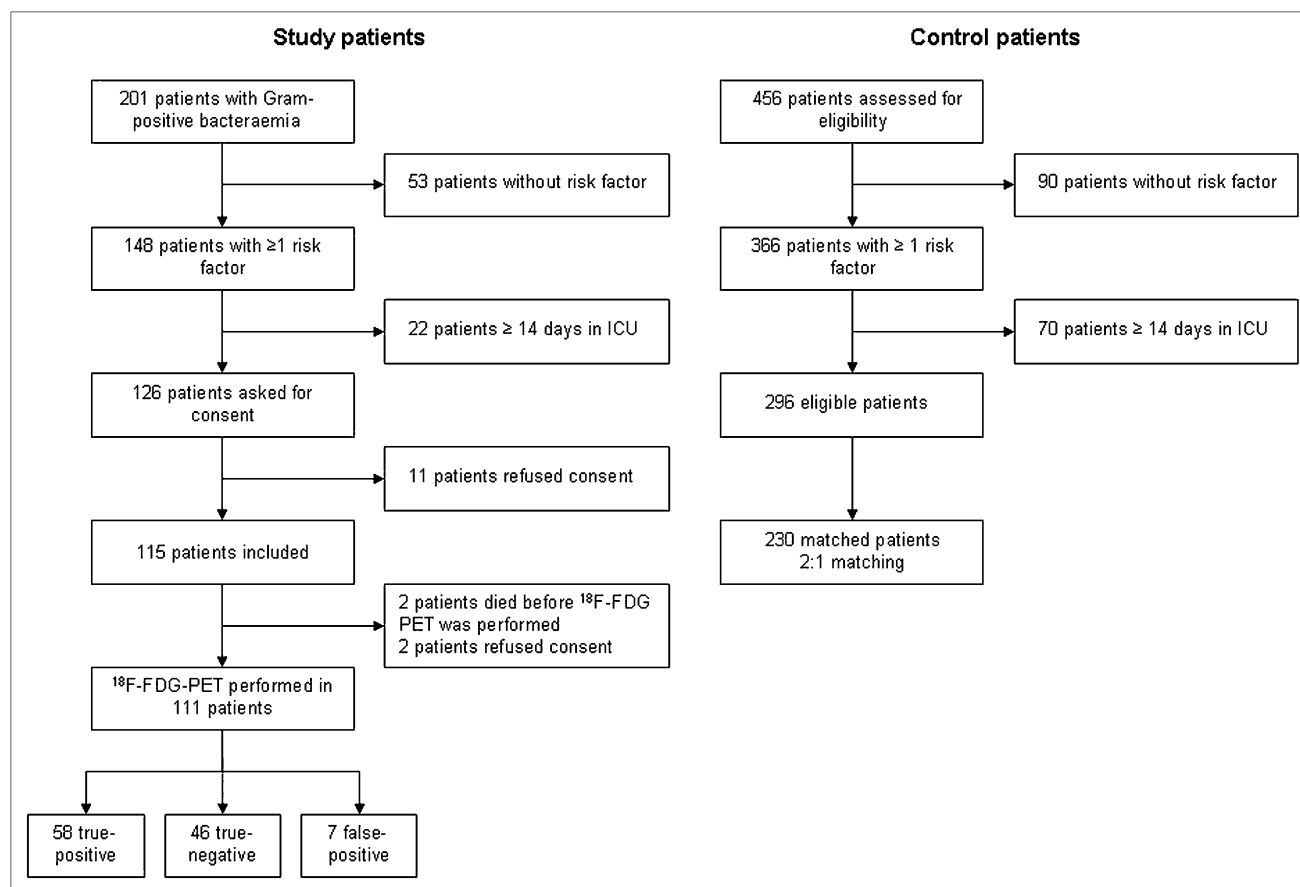 Study patients
201 patients with Gram-
positive bacteraemia
53 patients without risk factor
148 patients with ≥1 risk
factor
22 patients ≥ 14 days in ICU
126 patients asked for
consent
11 patients refused consent
115 patients included
2 patients died before ¹⁸F-FDG
PET was performed
2 patients refused consent
¹⁸F-FDG-PET performed in
111 patients
58 true-
positive
46 true-
negative
7 false-
positive
Control patients
456 patients assessed for
eligibility
90 patients without risk factor
366 patients with ≥ 1 risk
factor
70 patients ≥ 14 days in ICU
296 eligible patients
230 matched patients
2:1 matching